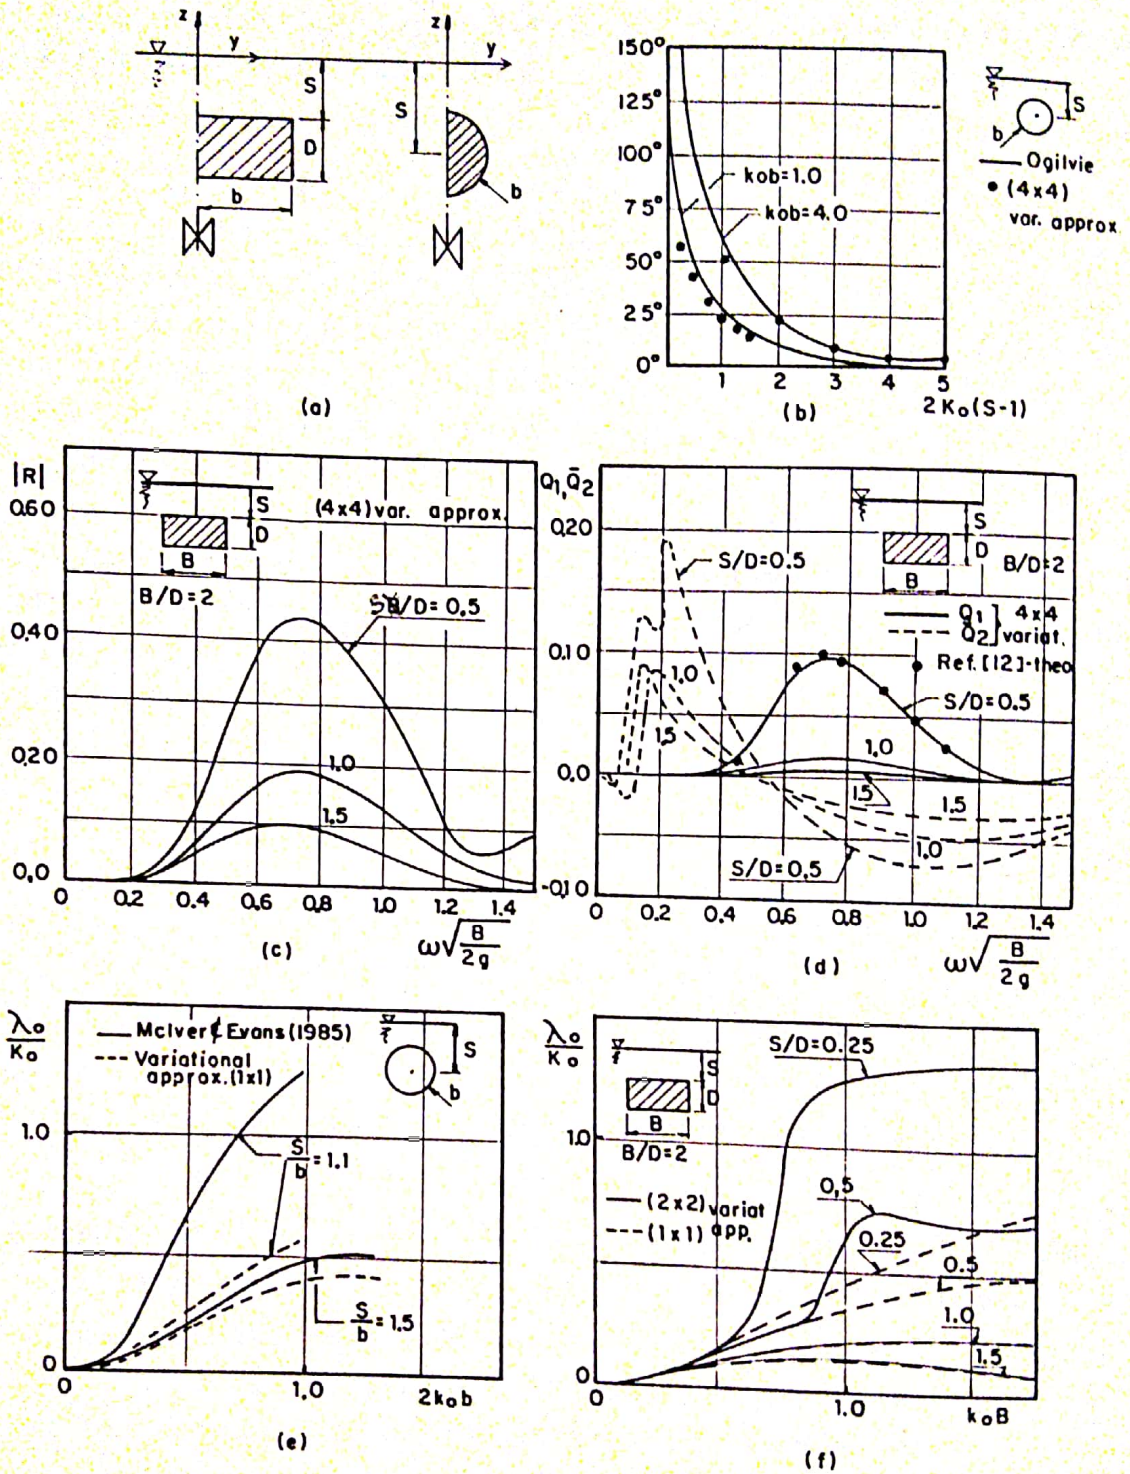 z
y
S
D
b
z
y
S
b
(a)
150°
125°
100°
75°
50°
25°
0°
kob=1.0
kob=4.0
1 2 3 4 5
(b)
2Ko(S-1)
S
b
Ogilvie
(4x4)
var. approx
|R|
0.60
0.40
0.20
0.0
S
D
B
B/D=2
(4x4) var. approx.
/D=0.5
1.0
1.5
0 0.2 0.4 0.6 0.8 1.0 1.2 1.4
(c)
ω√B/2g
Q1,Q̄2
0.20
0.10
0.0
-0.10
S/D=0.5
1.0
1.5
S
D
B
B/D=2
Q1] 4x4
Q2] variat.
Ref.[12]-theo
S/D=0.5
1.0
1.5
1.5
1.0
S/D=0.5
0 0.2 0.4 0.6 0.8 1.0 1.2 1.4
(d)
ω√B/2g
λo/Ko
1.0
0
McIver & Evans (1985)
Variational
approx.(1x1)
S
b
S/b=1.1
S/b=1.5
0 1.0 2kob
(e)
λo/Ko
1.0
0
S
D
B
B/D=2
(2x2) variat
(1x1) app.
S/D=0.25
0,5
0.25
0.5
1.0
1.5
1.0 koB
(f)